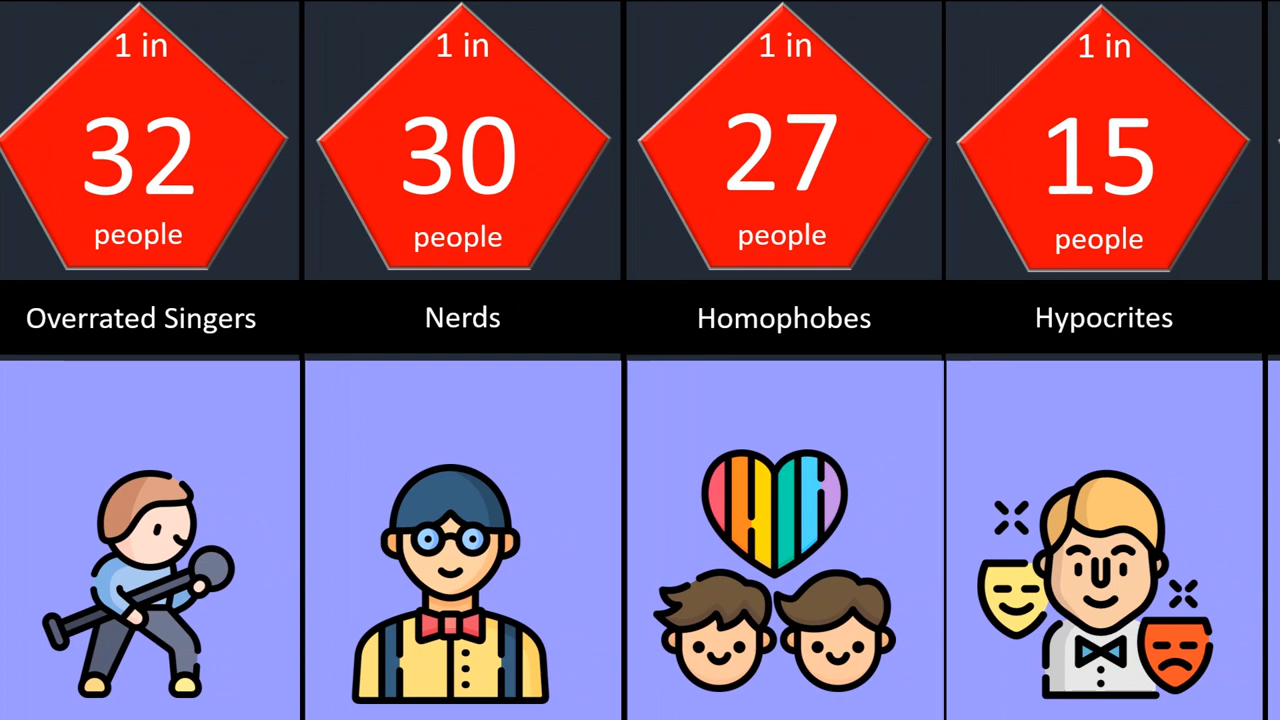 1 in
32
people
Overrated Singers
1 in
30
people
Nerds
1 in
27
people
Homophobes
1 in
15
people
Hypocrites